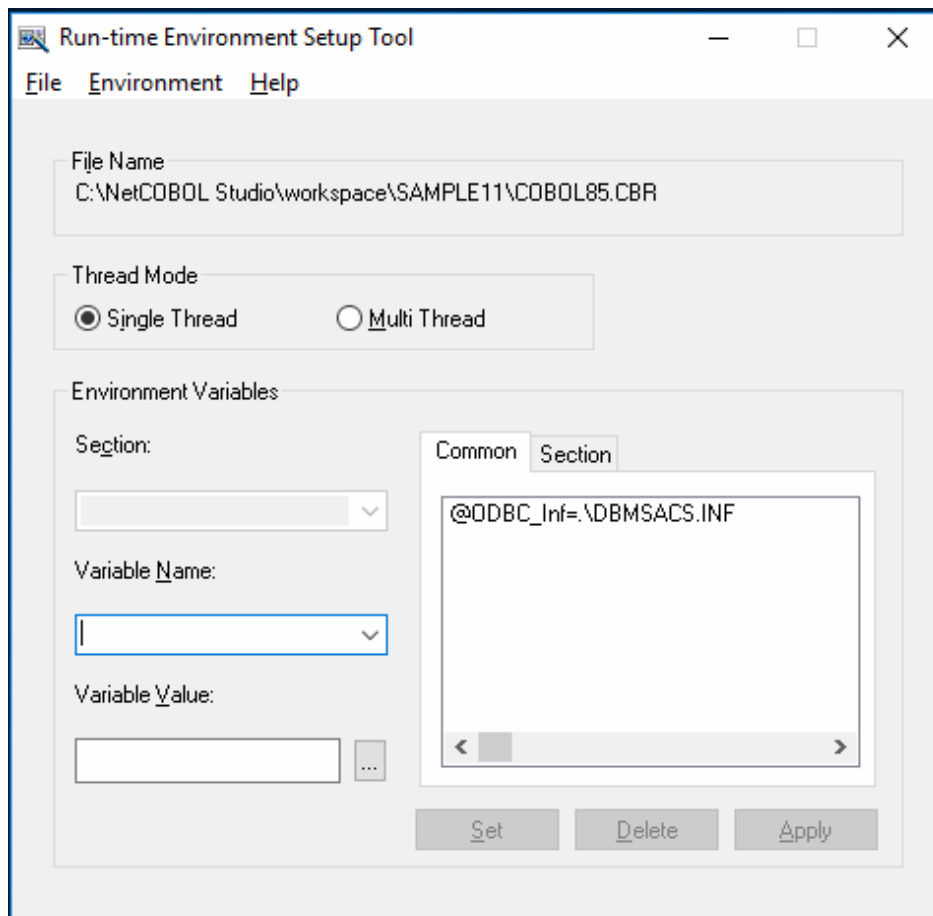 Run-time Environment Setup Tool
File Environment Help
File Name
C:\NetCOBOL Studio\workspace\SAMPLE11\COBOL85.CBR
Thread Mode
Single Thread Multi Thread
Environment Variables
Section:
Common Section
@ODBC_Inf=.\DBMSACS.INF
Variable Name:
Variable Value:
...
Set Delete Apply